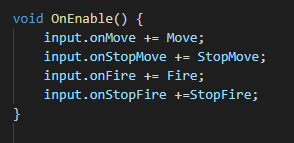 void OnEnable() {
input.onMove += Move;
input.onStopMove += StopMove;
input.onFire += Fire;
input.onStopFire +=StopFire;
}